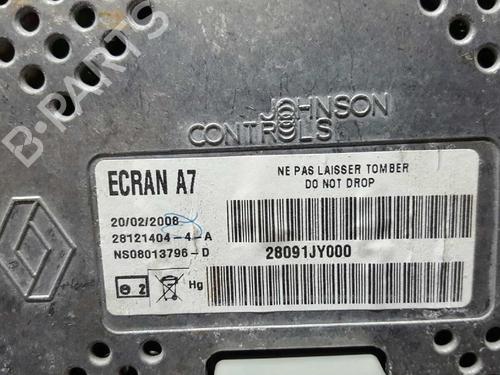 B-PARTS
JOHNSON
CONTROLS
ECRAN A7
NE PAS LAISSER TOMBER
DO NOT DROP
20/02/2008
28121404-4-A
NS08013796-D
28091JY000
2
Hg